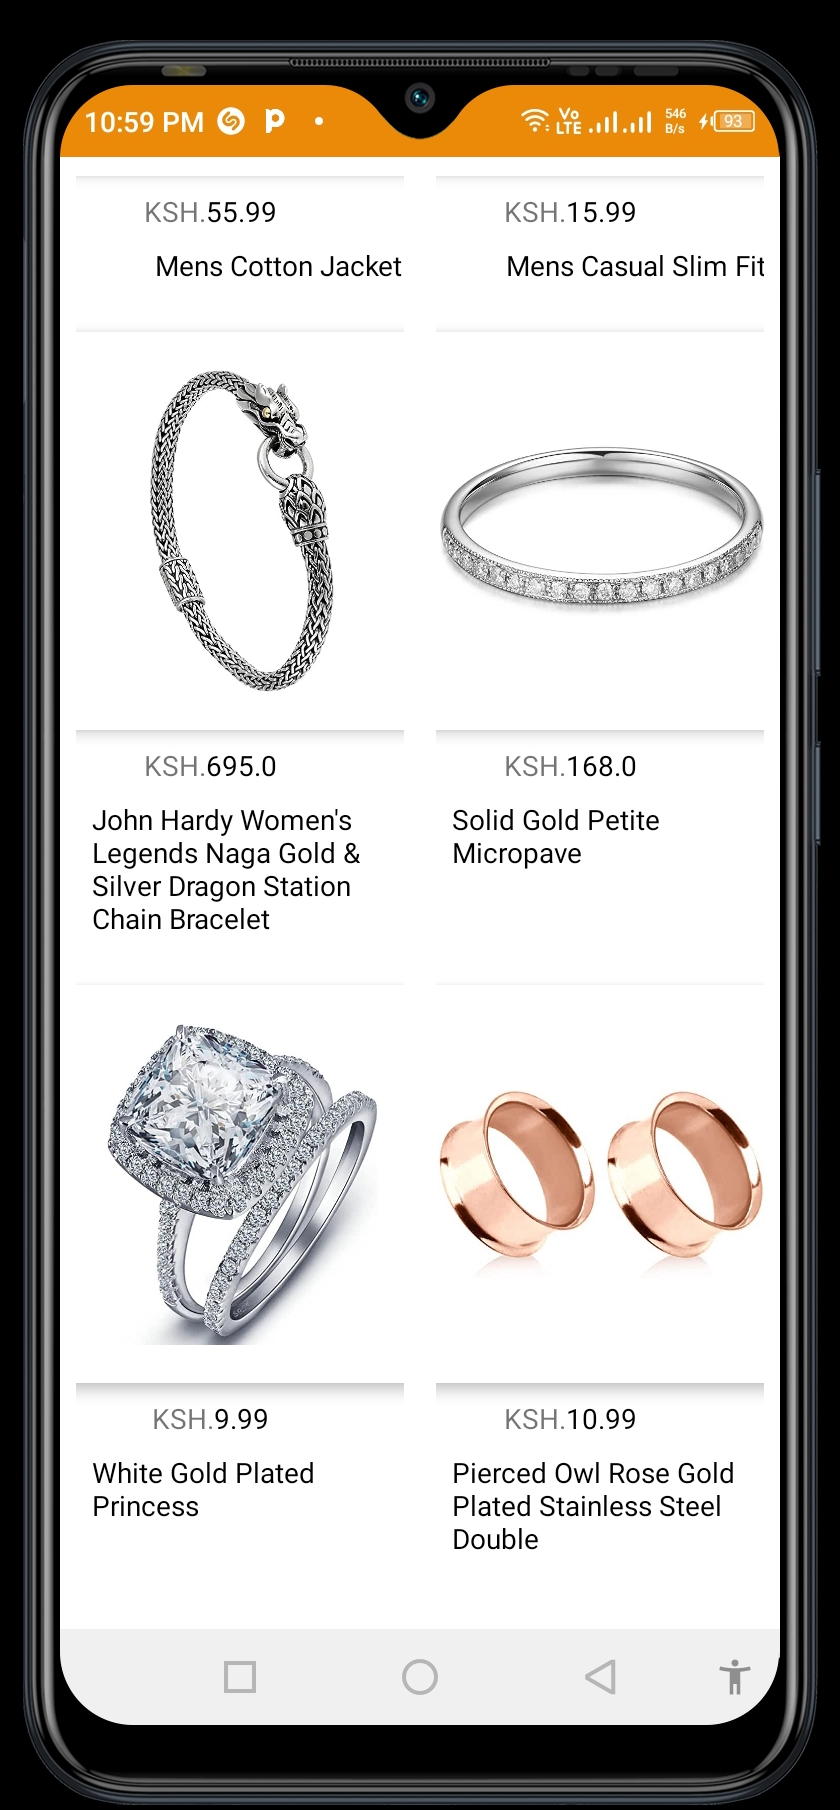 10:59 PM
Vo LTE
546 B/s
93
KSH.55.99
KSH.15.99
Mens Cotton Jacket
Mens Casual Slim Fit
KSH.695.0
KSH.168.0
John Hardy Women's
Legends Naga Gold &
Silver Dragon Station
Chain Bracelet
Solid Gold Petite
Micropave
KSH.9.99
KSH.10.99
White Gold Plated
Princess
Pierced Owl Rose Gold
Plated Stainless Steel
Double